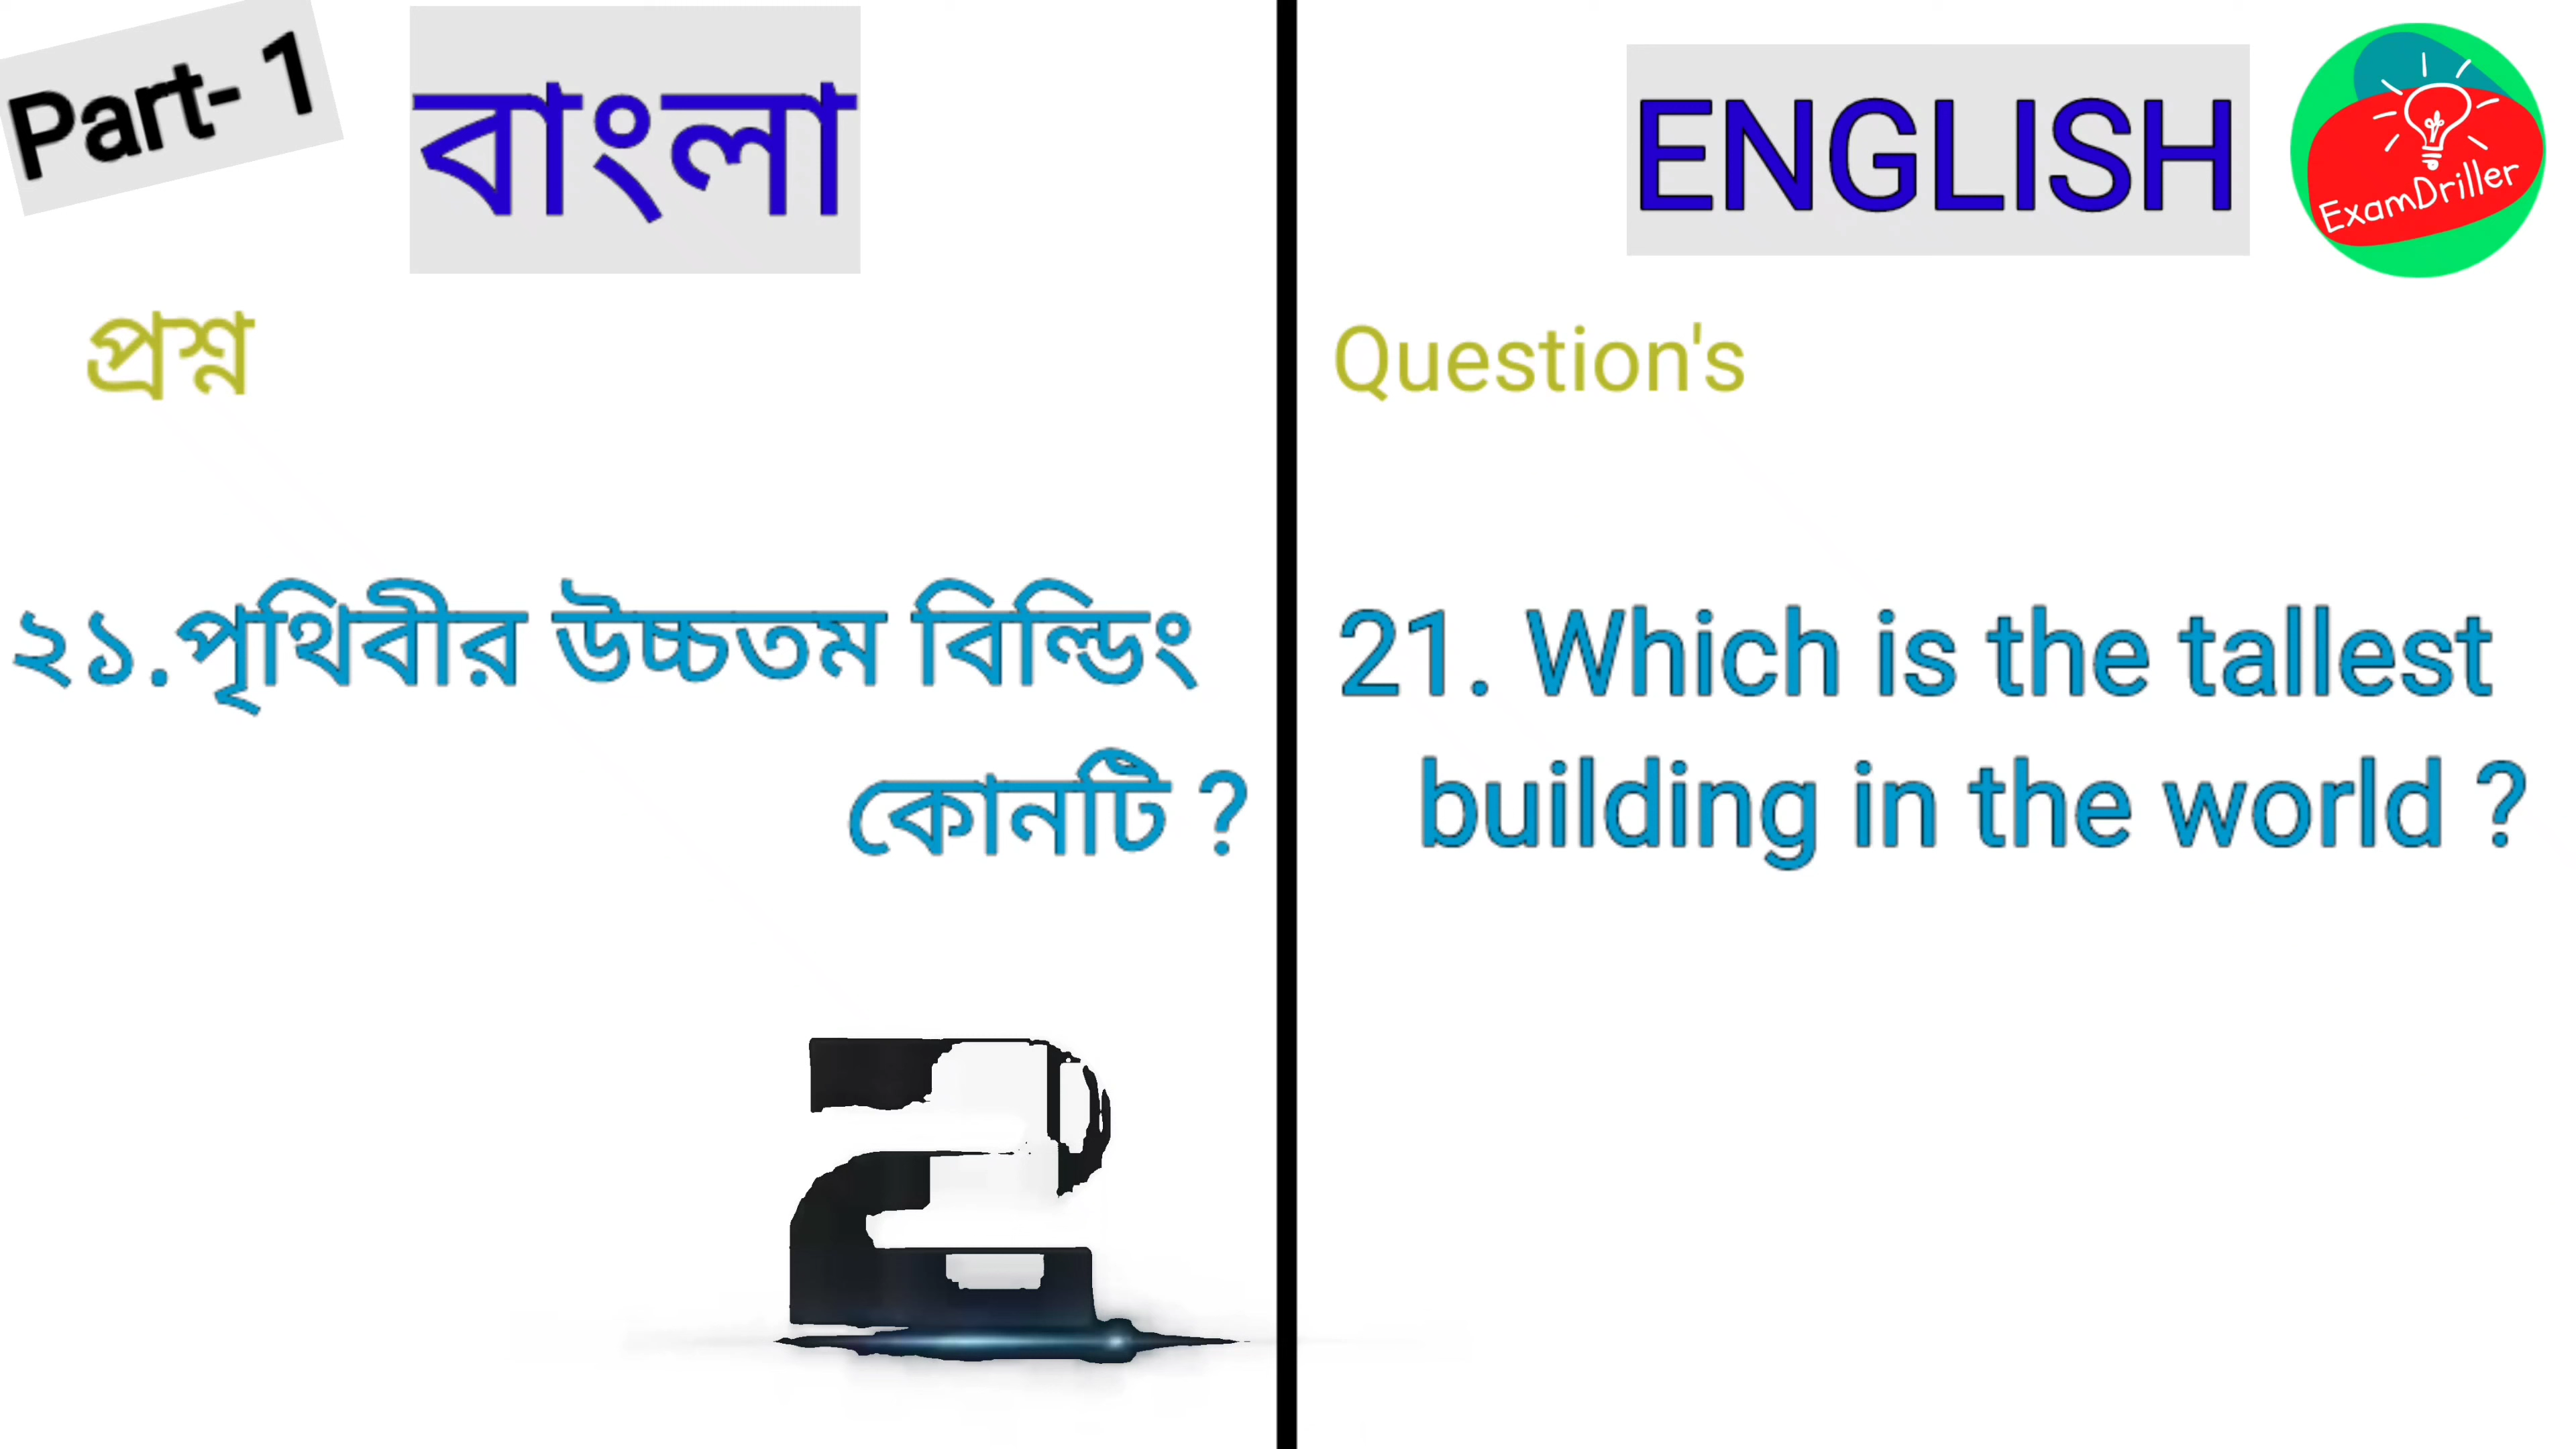 Part- 1
বাংলা
প্রশ্ন
২১.পৃথিবীর উচ্চতম বিল্ডিং
কোনটি ?
2
ENGLISH
ExamDriller
Question's
21. Which is the tallest
building in the world ?